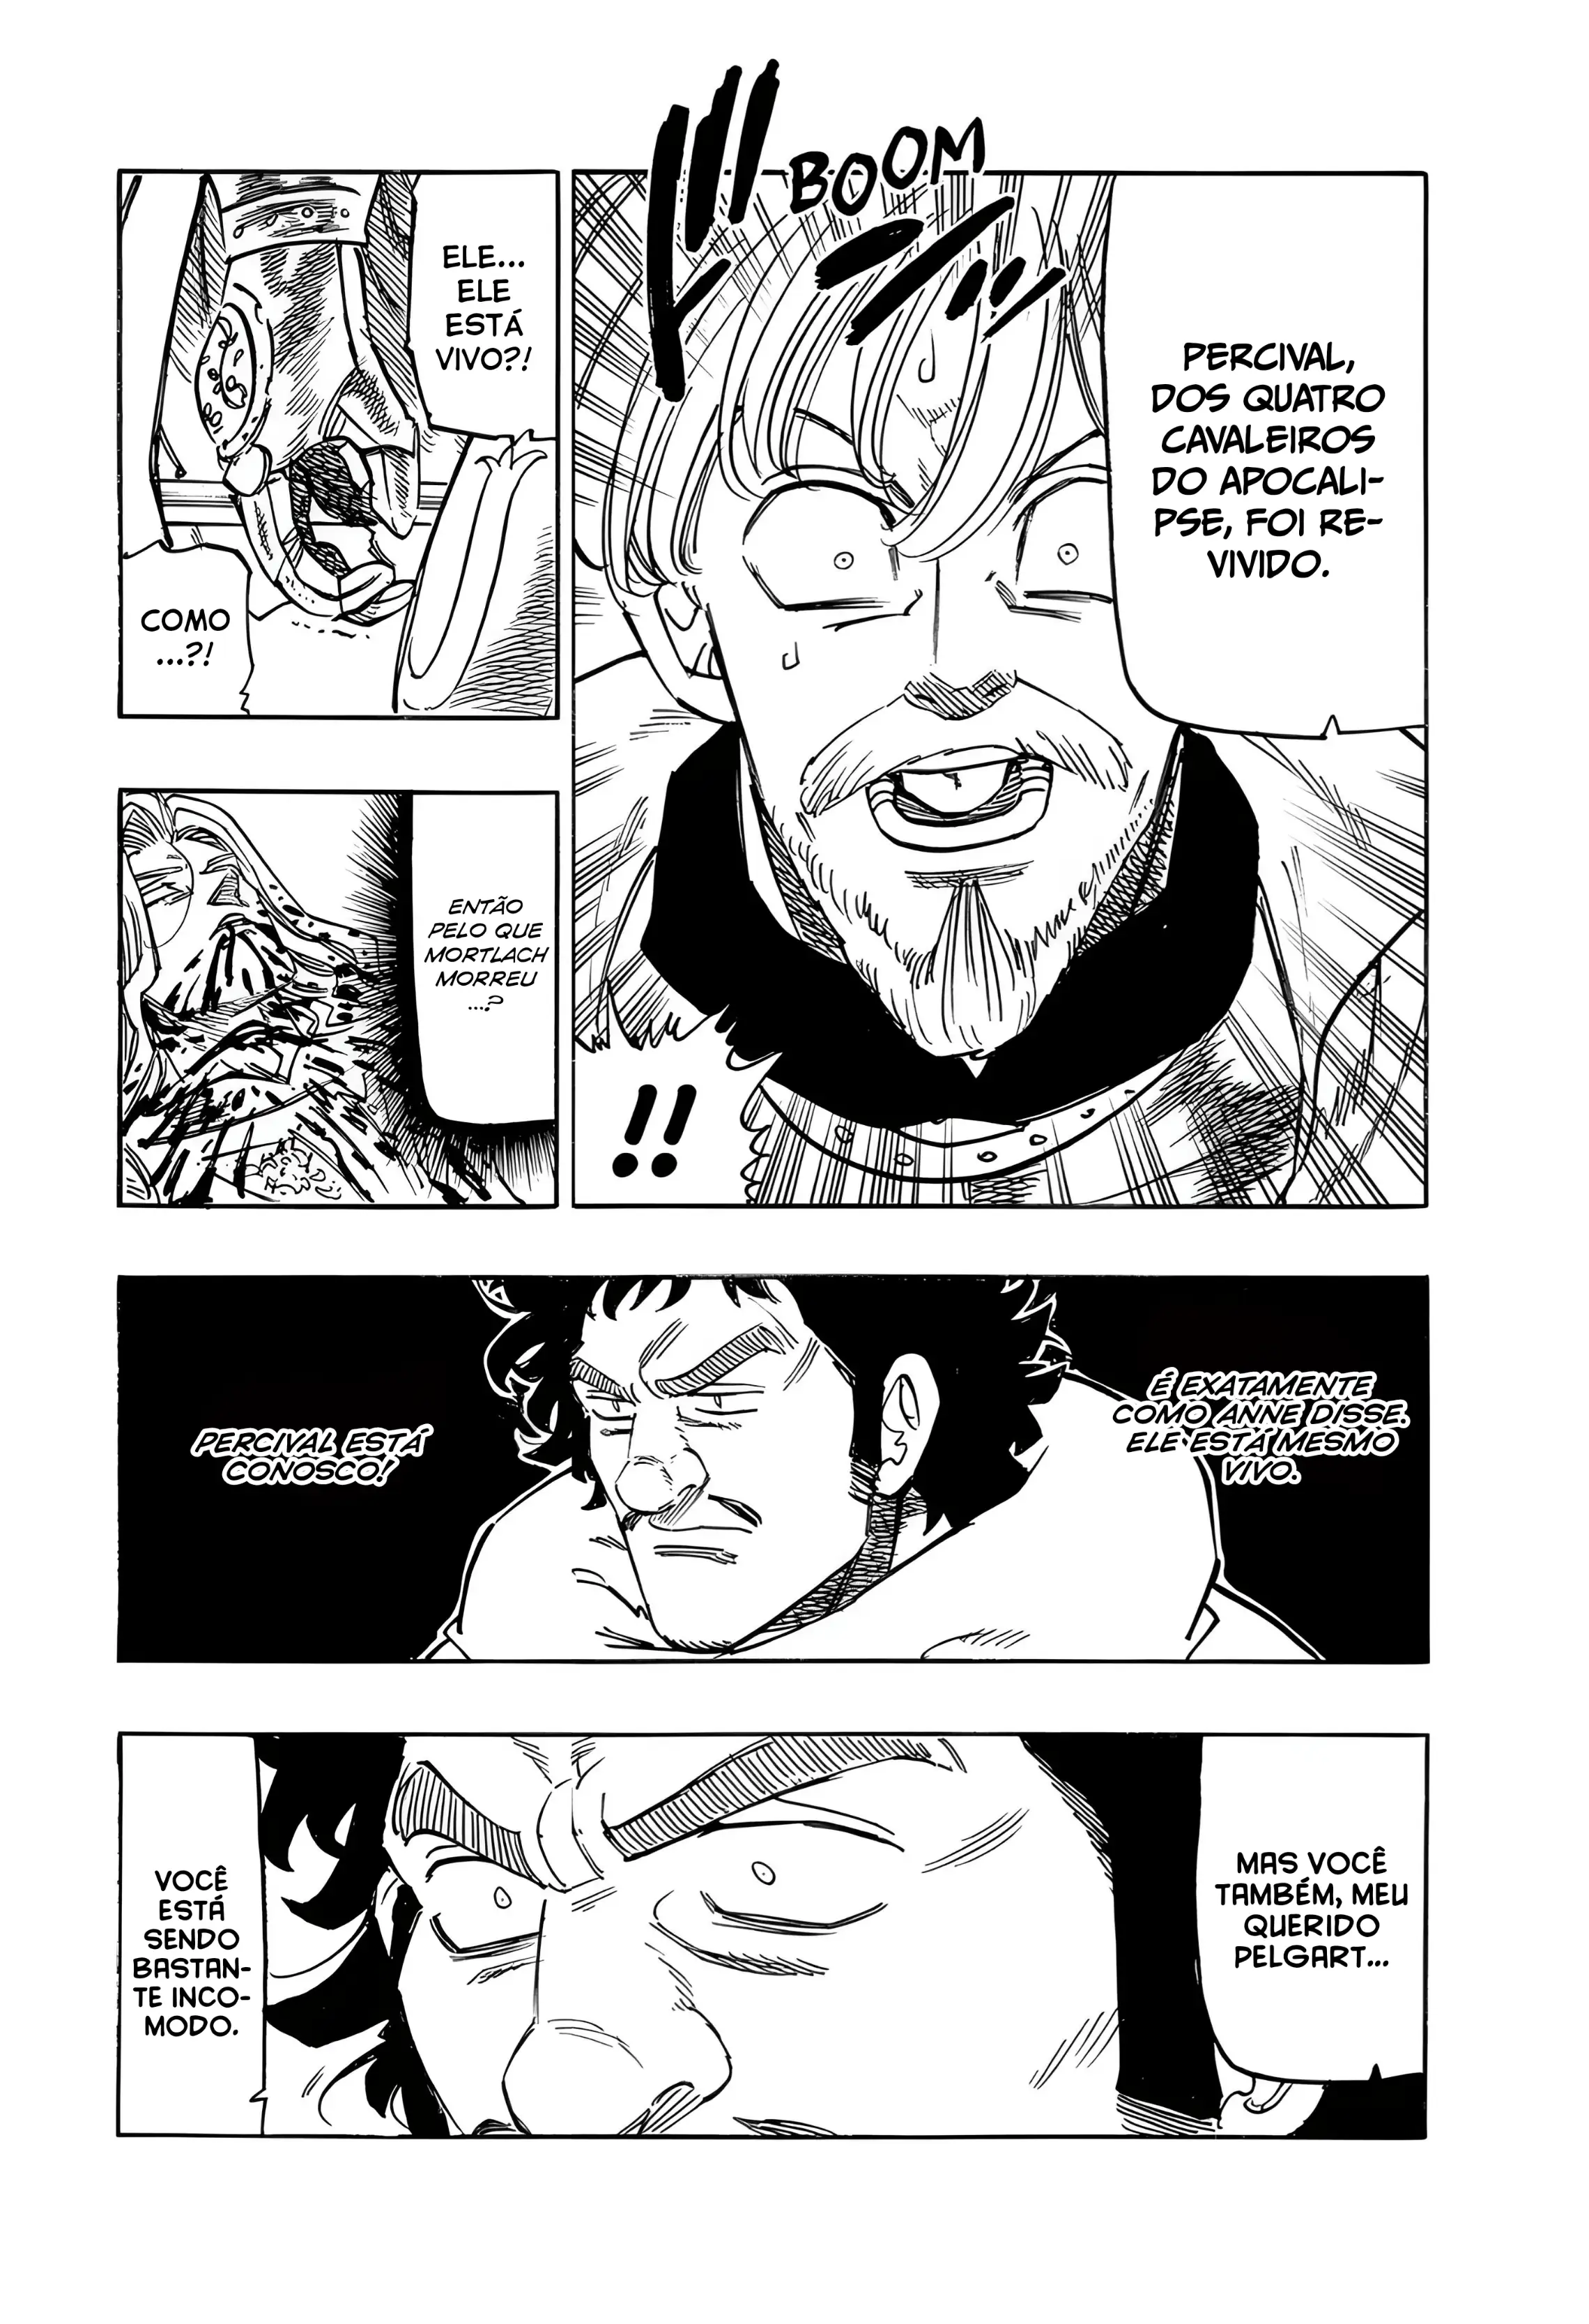 BOOM
PERCIVAL,
DOS QUATRO
CAVALEIROS
DO APOCALI-
PSE, FOI RE-
VIVIDO.
!!
ELE...
ELE
ESTÁ
VIVO?!
COMO
...?!
ENTÃO
PELO QUE
MORTLACH
MORREU
...?
É EXATAMENTE
COMO ANNE DISSE.
ELE ESTÁ MESMO
VIVO.
PERCIVAL ESTÁ
CONOSCO!
MAS VOCÊ
TAMBÉM, MEU
QUERIDO
PELGART...
VOCÊ
ESTÁ
SENDO
BASTAN-
TE INCO-
MODO.